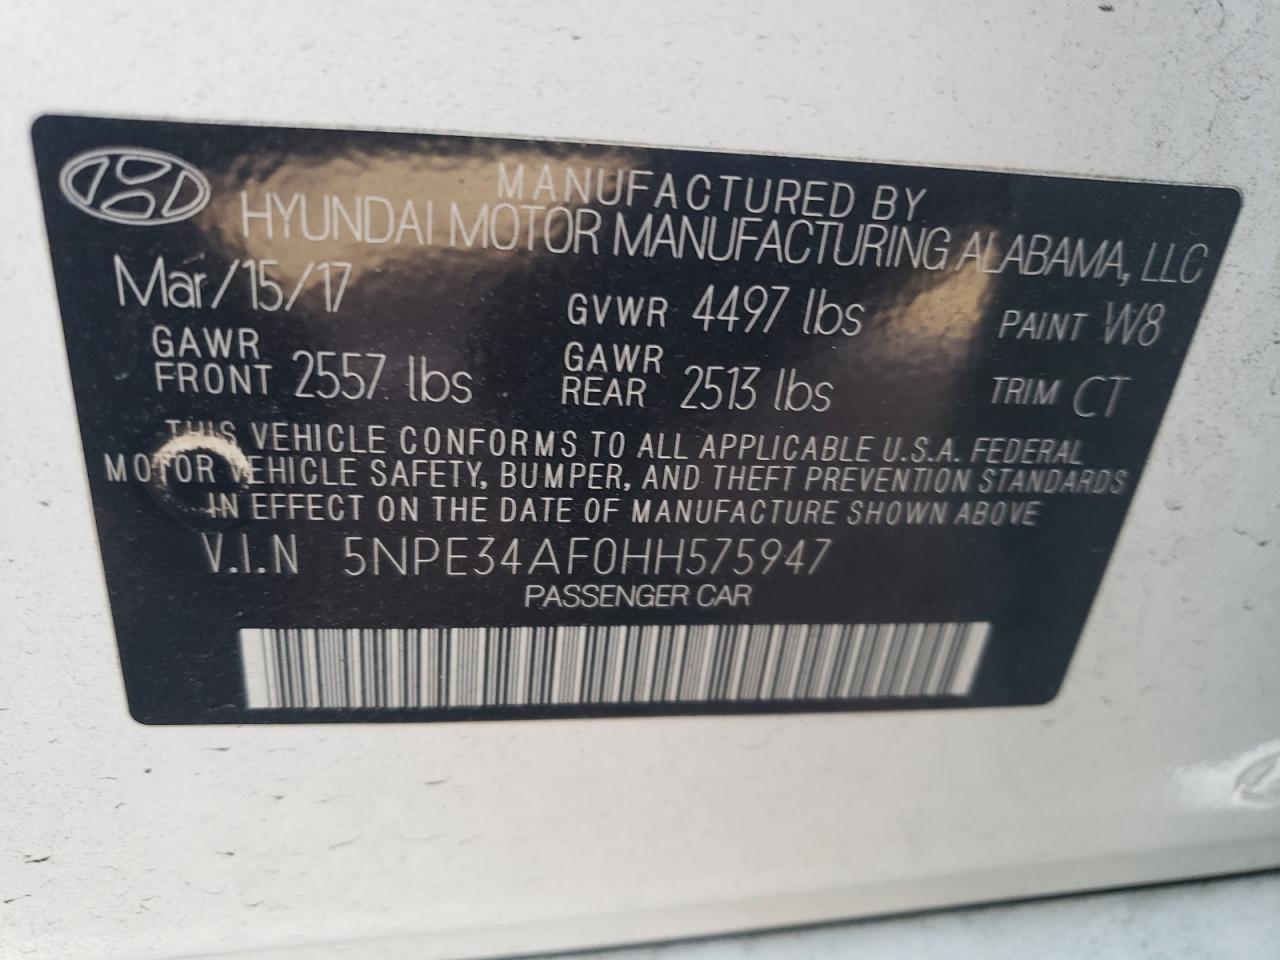 MANUFACTURED BY
HYUNDAI MOTOR MANUFACTURING ALABAMA, LLC
Mar/15/17 GVWR 4497 lbs PAINT W8
GAWR FRONT 2557 lbs GAWR REAR 2513 lbs TRIM CT
THIS VEHICLE CONFORMS TO ALL APPLICABLE U.S.A. FEDERAL
MOTOR VEHICLE SAFETY, BUMPER, AND THEFT PREVENTION STANDARDS
IN EFFECT ON THE DATE OF MANUFACTURE SHOWN ABOVE
V.I.N 5NPE34AF0HH575947
PASSENGER CAR